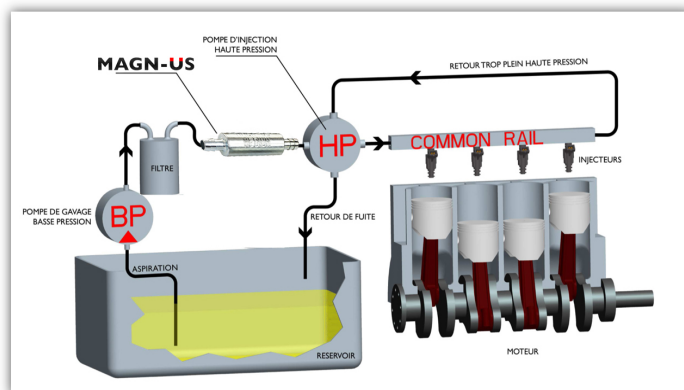 POMPE D'INJECTION
HAUTE PRESSION
MAGN-US
RETOUR TROP PLEIN HAUTE PRESSION
HP
COMMON RAIL
FILTRE
INJECTEURS
POMPE DE GAVAGE
BASSE PRESSION
BP
RETOUR DE FUITE
ASPIRATION
RESERVOIR
MOTEUR